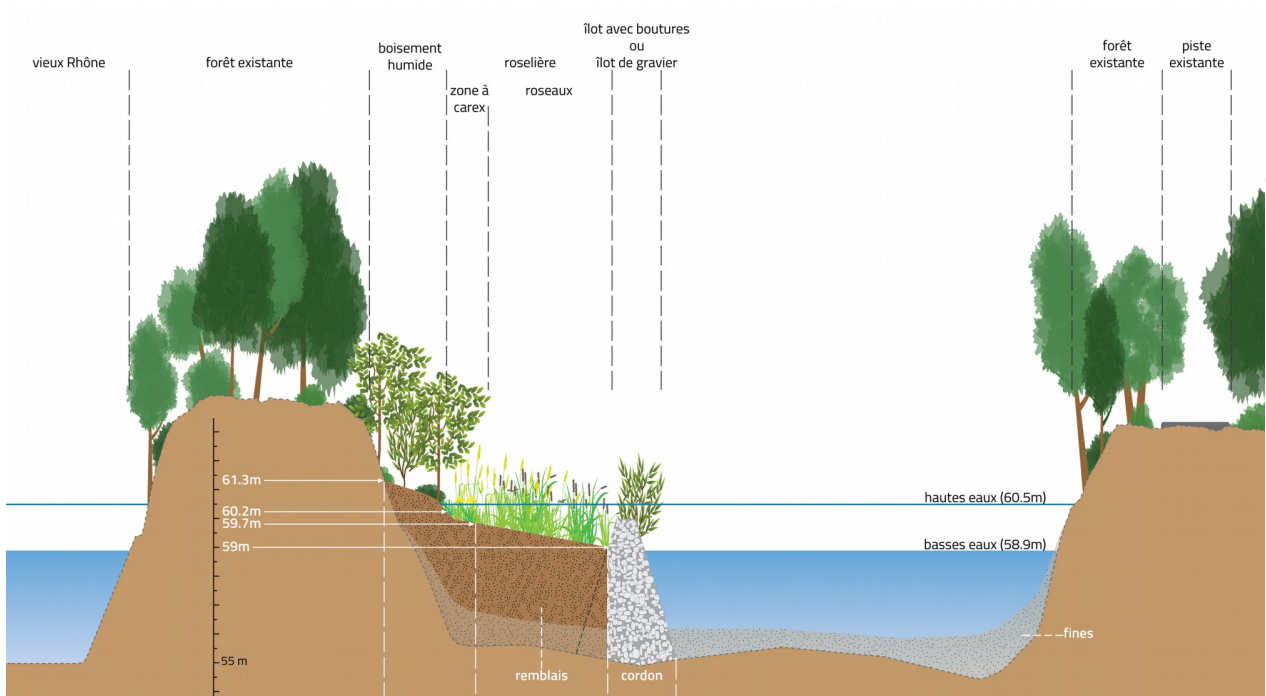 îlot avec boutures
ou
îlot de gravier
vieux Rhône
forêt existante
boisement
humide
roselière
zone à
carex
roseaux
forêt
existante
piste
existante
61.3m
60.2m
59.7m
59m
55 m
hautes eaux (60.5m)
basses eaux (58.9m)
fines
remblais
cordon